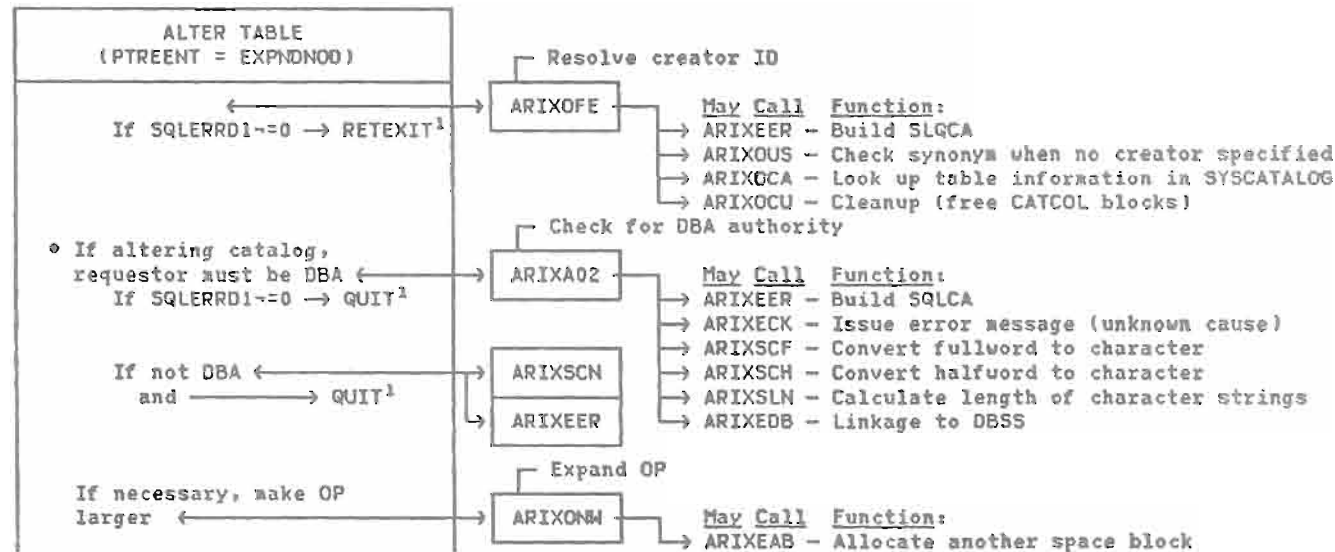 ALTER TABLE
(PTREENT = EXPNDNOD)
Resolve creator ID
ARIXOFE
If SQLERRD1¬=0 → RETEXIT¹
May Call Function:
ARIXEER – Build SLQCA
ARIXOUS – Check synonym when no creator specified
ARIXOCA – Look up table information in SYSCATALOG
ARIXOCU – Cleanup (free CATCOL blocks)
Check for DBA authority
• If altering catalog,
requestor must be DBA
ARIXA02
If SQLERRD1¬=0 → QUIT¹
May Call Function:
ARIXEER – Build SQLCA
ARIXECK – Issue error message (unknown cause)
ARIXSCF – Convert fullword to character
ARIXSCH – Convert halfword to character
ARIXSLN – Calculate length of character strings
ARIXEDB – Linkage to DBSS
If not DBA
and → QUIT¹
ARIXSCN
ARIXEER
Expand OP
If necessary, make OP
larger
ARIXONW
May Call Function:
ARIXEAB – Allocate another space block